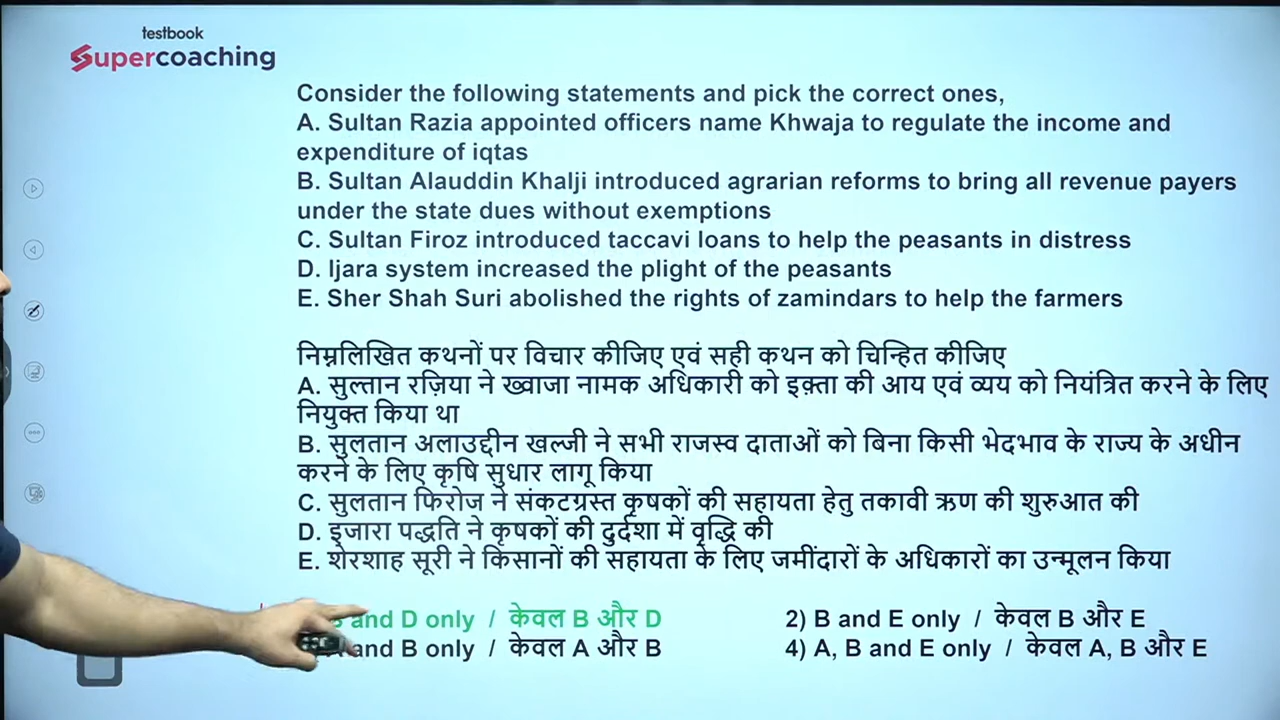 testbook
Supercoaching
Consider the following statements and pick the correct ones,
A. Sultan Razia appointed officers name Khwaja to regulate the income and
expenditure of iqtas
B. Sultan Alauddin Khalji introduced agrarian reforms to bring all revenue payers
under the state dues without exemptions
C. Sultan Firoz introduced taccavi loans to help the peasants in distress
D. Ijara system increased the plight of the peasants
E. Sher Shah Suri abolished the rights of zamindars to help the farmers
निम्नलिखित कथनों पर विचार कीजिए एवं सही कथन को चिन्हित कीजिए
A. सुल्तान रज़िया ने ख्वाजा नामक अधिकारी को इक़्ता की आय एवं व्यय को नियंत्रित करने के लिए
नियुक्त किया था
B. सुलतान अलाउद्दीन खल्जी ने सभी राजस्व दाताओं को बिना किसी भेदभाव के राज्य के अधीन
करने के लिए कृषि सुधार लागू किया
C. सुलतान फिरोज ने संकटग्रस्त कृषकों की सहायता हेतु तकावी ऋण की शुरुआत की
D. इजारा पद्धति ने कृषकों की दुर्दशा में वृद्धि की
E. शेरशाह सूरी ने किसानों की सहायता के लिए जमींदारों के अधिकारों का उन्मूलन किया
and D only / केवल B और D 2) B and E only / केवल B और E
and B only / केवल A और B 4) A, B and E only / केवल A, B और E